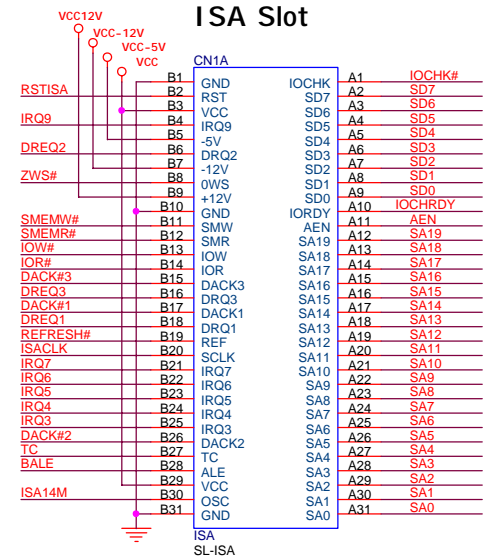 ISA Slot
VCC12V
VCC-12V
VCC-5V
VCC
CN1A
B1 GND IOCHK A1 IOCHK#
RSTISA B2 RST SD7 A2 SD7
B3 VCC SD6 A3 SD6
IRQ9 B4 IRQ9 SD5 A4 SD5
B5 -5V SD4 A5 SD4
DREQ2 B6 DRQ2 SD3 A6 SD3
B7 -12V SD2 A7 SD2
ZWS# B8 0WS SD1 A8 SD1
B9 +12V SD0 A9 SD0
B10 GND IORDY A10 IOCHRDY
SMEMW# B11 SMW AEN A11 AEN
SMEMR# B12 SMR SA19 A12 SA19
IOW# B13 IOW SA18 A13 SA18
IOR# B14 IOR SA17 A14 SA17
DACK#3 B15 DACK3 SA16 A15 SA16
DREQ3 B16 DRQ3 SA15 A16 SA15
DACK#1 B17 DACK1 SA14 A17 SA14
DREQ1 B18 DRQ1 SA13 A18 SA13
REFRESH# B19 REF SA12 A19 SA12
ISACLK B20 SCLK SA11 A20 SA11
IRQ7 B21 IRQ7 SA10 A21 SA10
IRQ6 B22 IRQ6 SA9 A22 SA9
IRQ5 B23 IRQ5 SA8 A23 SA8
IRQ4 B24 IRQ4 SA7 A24 SA7
IRQ3 B25 IRQ3 SA6 A25 SA6
DACK#2 B26 DACK2 SA5 A26 SA5
TC B27 TC SA4 A27 SA4
BALE B28 ALE SA3 A28 SA3
B29 VCC SA2 A29 SA2
ISA14M B30 OSC SA1 A30 SA1
B31 GND SA0 A31 SA0
ISA
SL-ISA